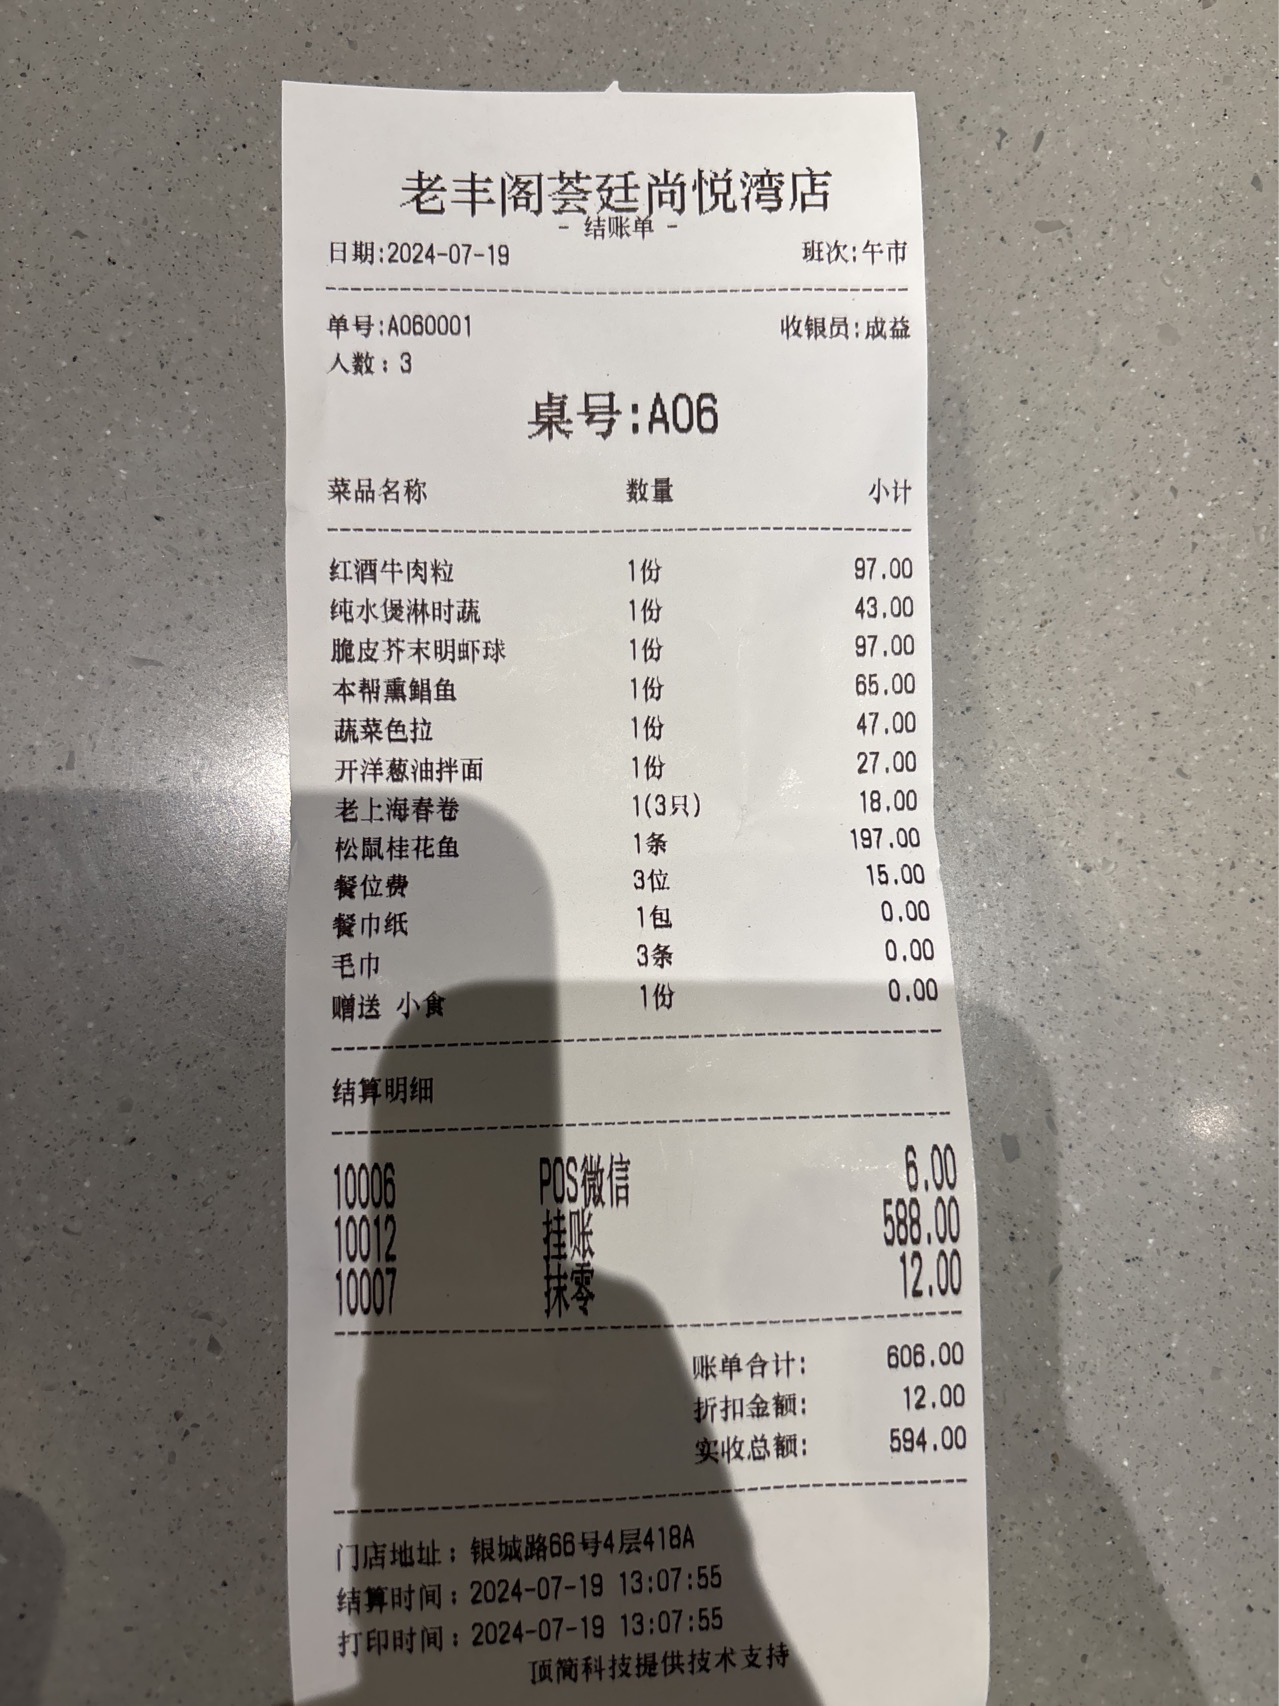 老丰阁荟廷尚悦湾店
- 结账单 -
日期:2024-07-19 班次:午市
单号:A060001 收银员:成益
人数: 3
桌号:A06
菜品名称 数量 小计
红酒牛肉粒 1份 97.00
纯水煲淋时蔬 1份 43.00
脆皮芥末明虾球 1份 97.00
本帮熏鲳鱼 1份 65.00
蔬菜色拉 1份 47.00
开洋葱油拌面 1份 27.00
老上海春卷 1(3只) 18.00
松鼠桂花鱼 1条 197.00
餐位费 3位 15.00
餐巾纸 1包 0.00
毛巾 3条 0.00
赠送 小食 1份 0.00
结算明细
10006 POS微信 6.00
10012 挂账 588.00
10007 抹零 12.00
账单合计: 606.00
折扣金额: 12.00
实收总额: 594.00
门店地址: 银城路66号4层418A
结算时间: 2024-07-19 13:07:55
打印时间: 2024-07-19 13:07:55
顶简科技提供技术支持